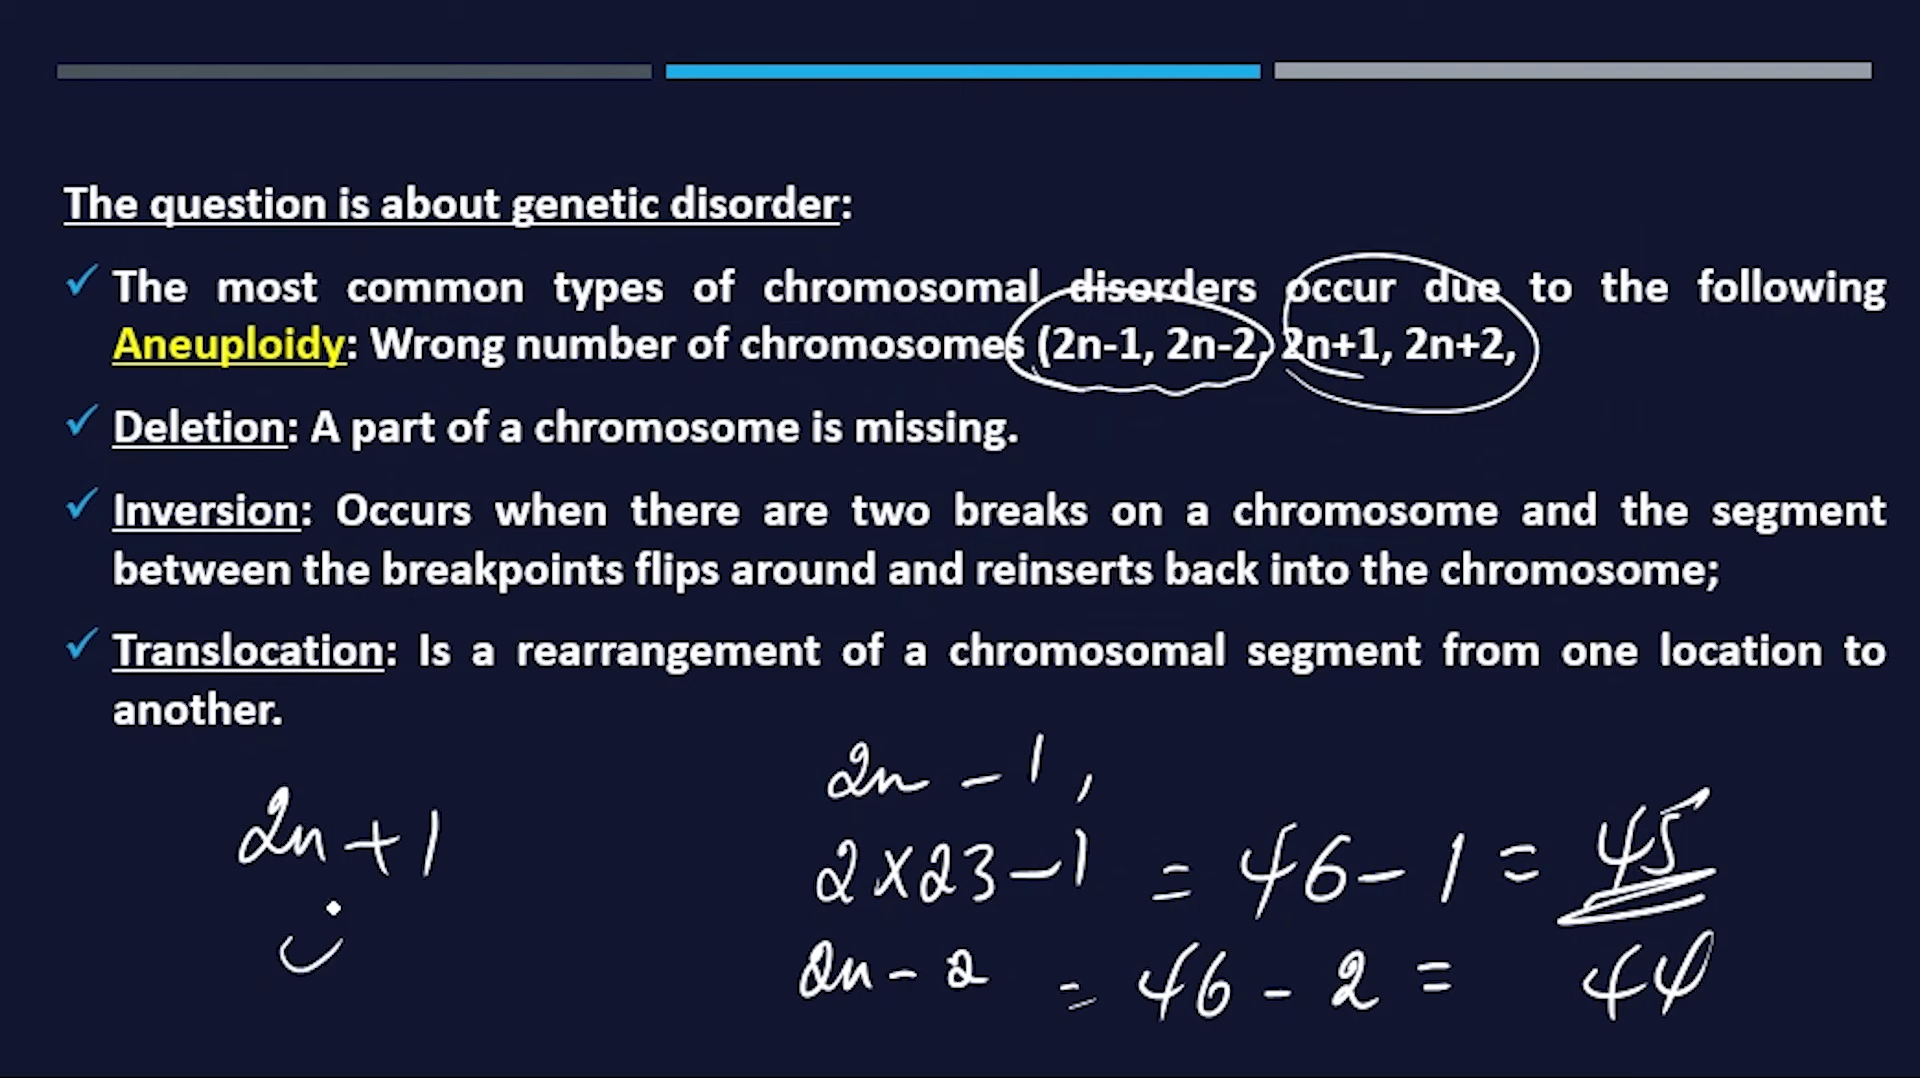 The question is about genetic disorder:
✓ The most common types of chromosomal disorders occur due to the following
Aneuploidy: Wrong number of chromosomes (2n-1, 2n-2, 2n+1, 2n+2,
✓ Deletion: A part of a chromosome is missing.
✓ Inversion: Occurs when there are two breaks on a chromosome and the segment
between the breakpoints flips around and reinserts back into the chromosome;
✓ Translocation: Is a rearrangement of a chromosomal segment from one location to
another.
2n - 1,
2n + 1
2 x 23 - 1 = 46 - 1 = 45
2n - 2 = 46 - 2 = 44